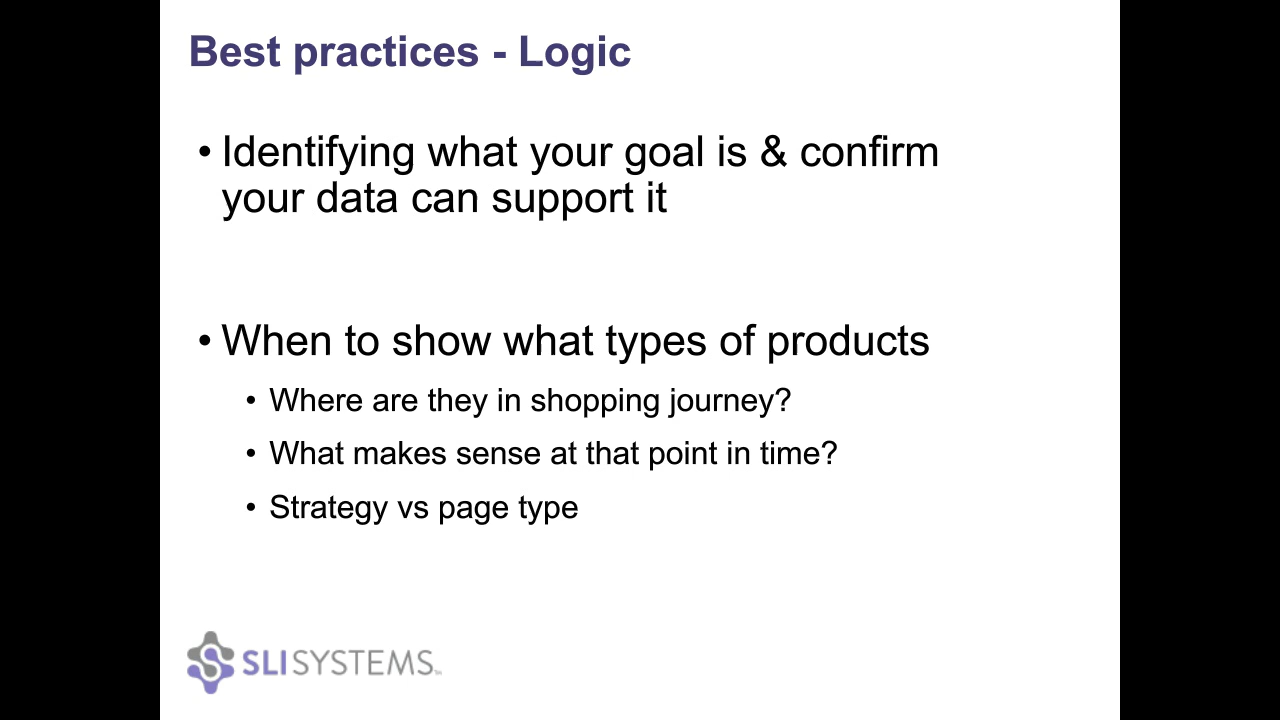 Best practices - Logic
• Identifying what your goal is & confirm
your data can support it
• When to show what types of products
• Where are they in shopping journey?
• What makes sense at that point in time?
• Strategy vs page type
SLISYSTEMS